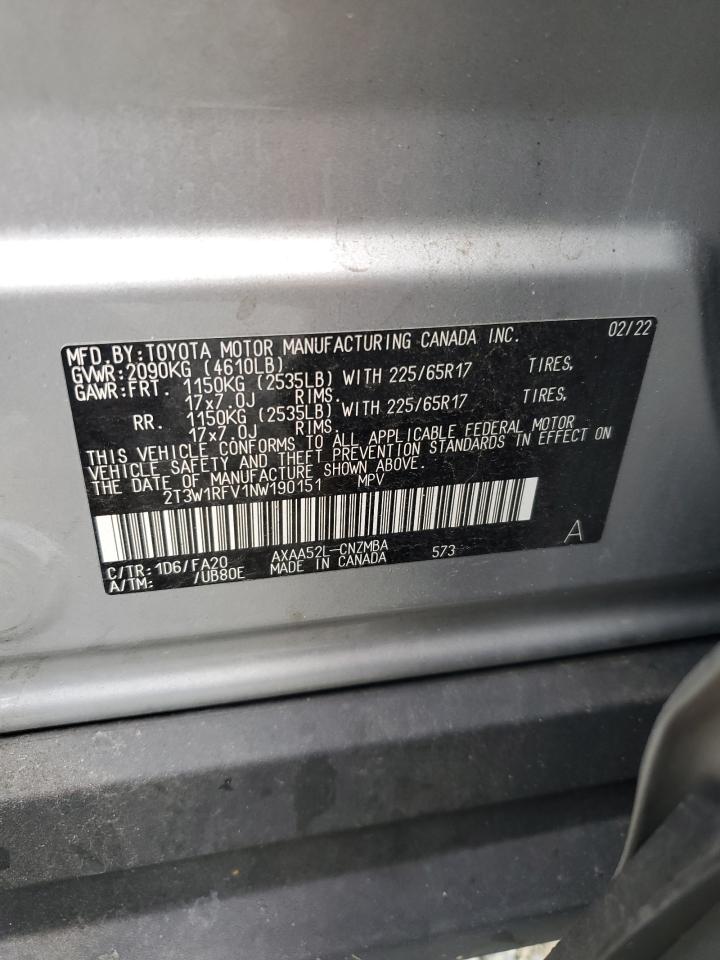 MFD.BY:TOYOTA MOTOR MANUFACTURING CANADA INC. 02/22
GVWR:2090KG (4610LB)
GAWR:FRT. 1150KG (2535LB) WITH 225/65R17 TIRES,
17x7.0J RIMS.
RR. 1150KG (2535LB) WITH 225/65R17 TIRES,
17x7.0J RIMS.
THIS VEHICLE CONFORMS TO ALL APPLICABLE FEDERAL MOTOR
VEHICLE SAFETY AND THEFT PREVENTION STANDARDS IN EFFECT ON
THE DATE OF MANUFACTURE SHOWN ABOVE.
2T3W1RFV1NW190151 MPV
A
C/TR:1D6/FA20 AXAA52L-CNZMBA 573
A/TM: /UB80E MADE IN CANADA